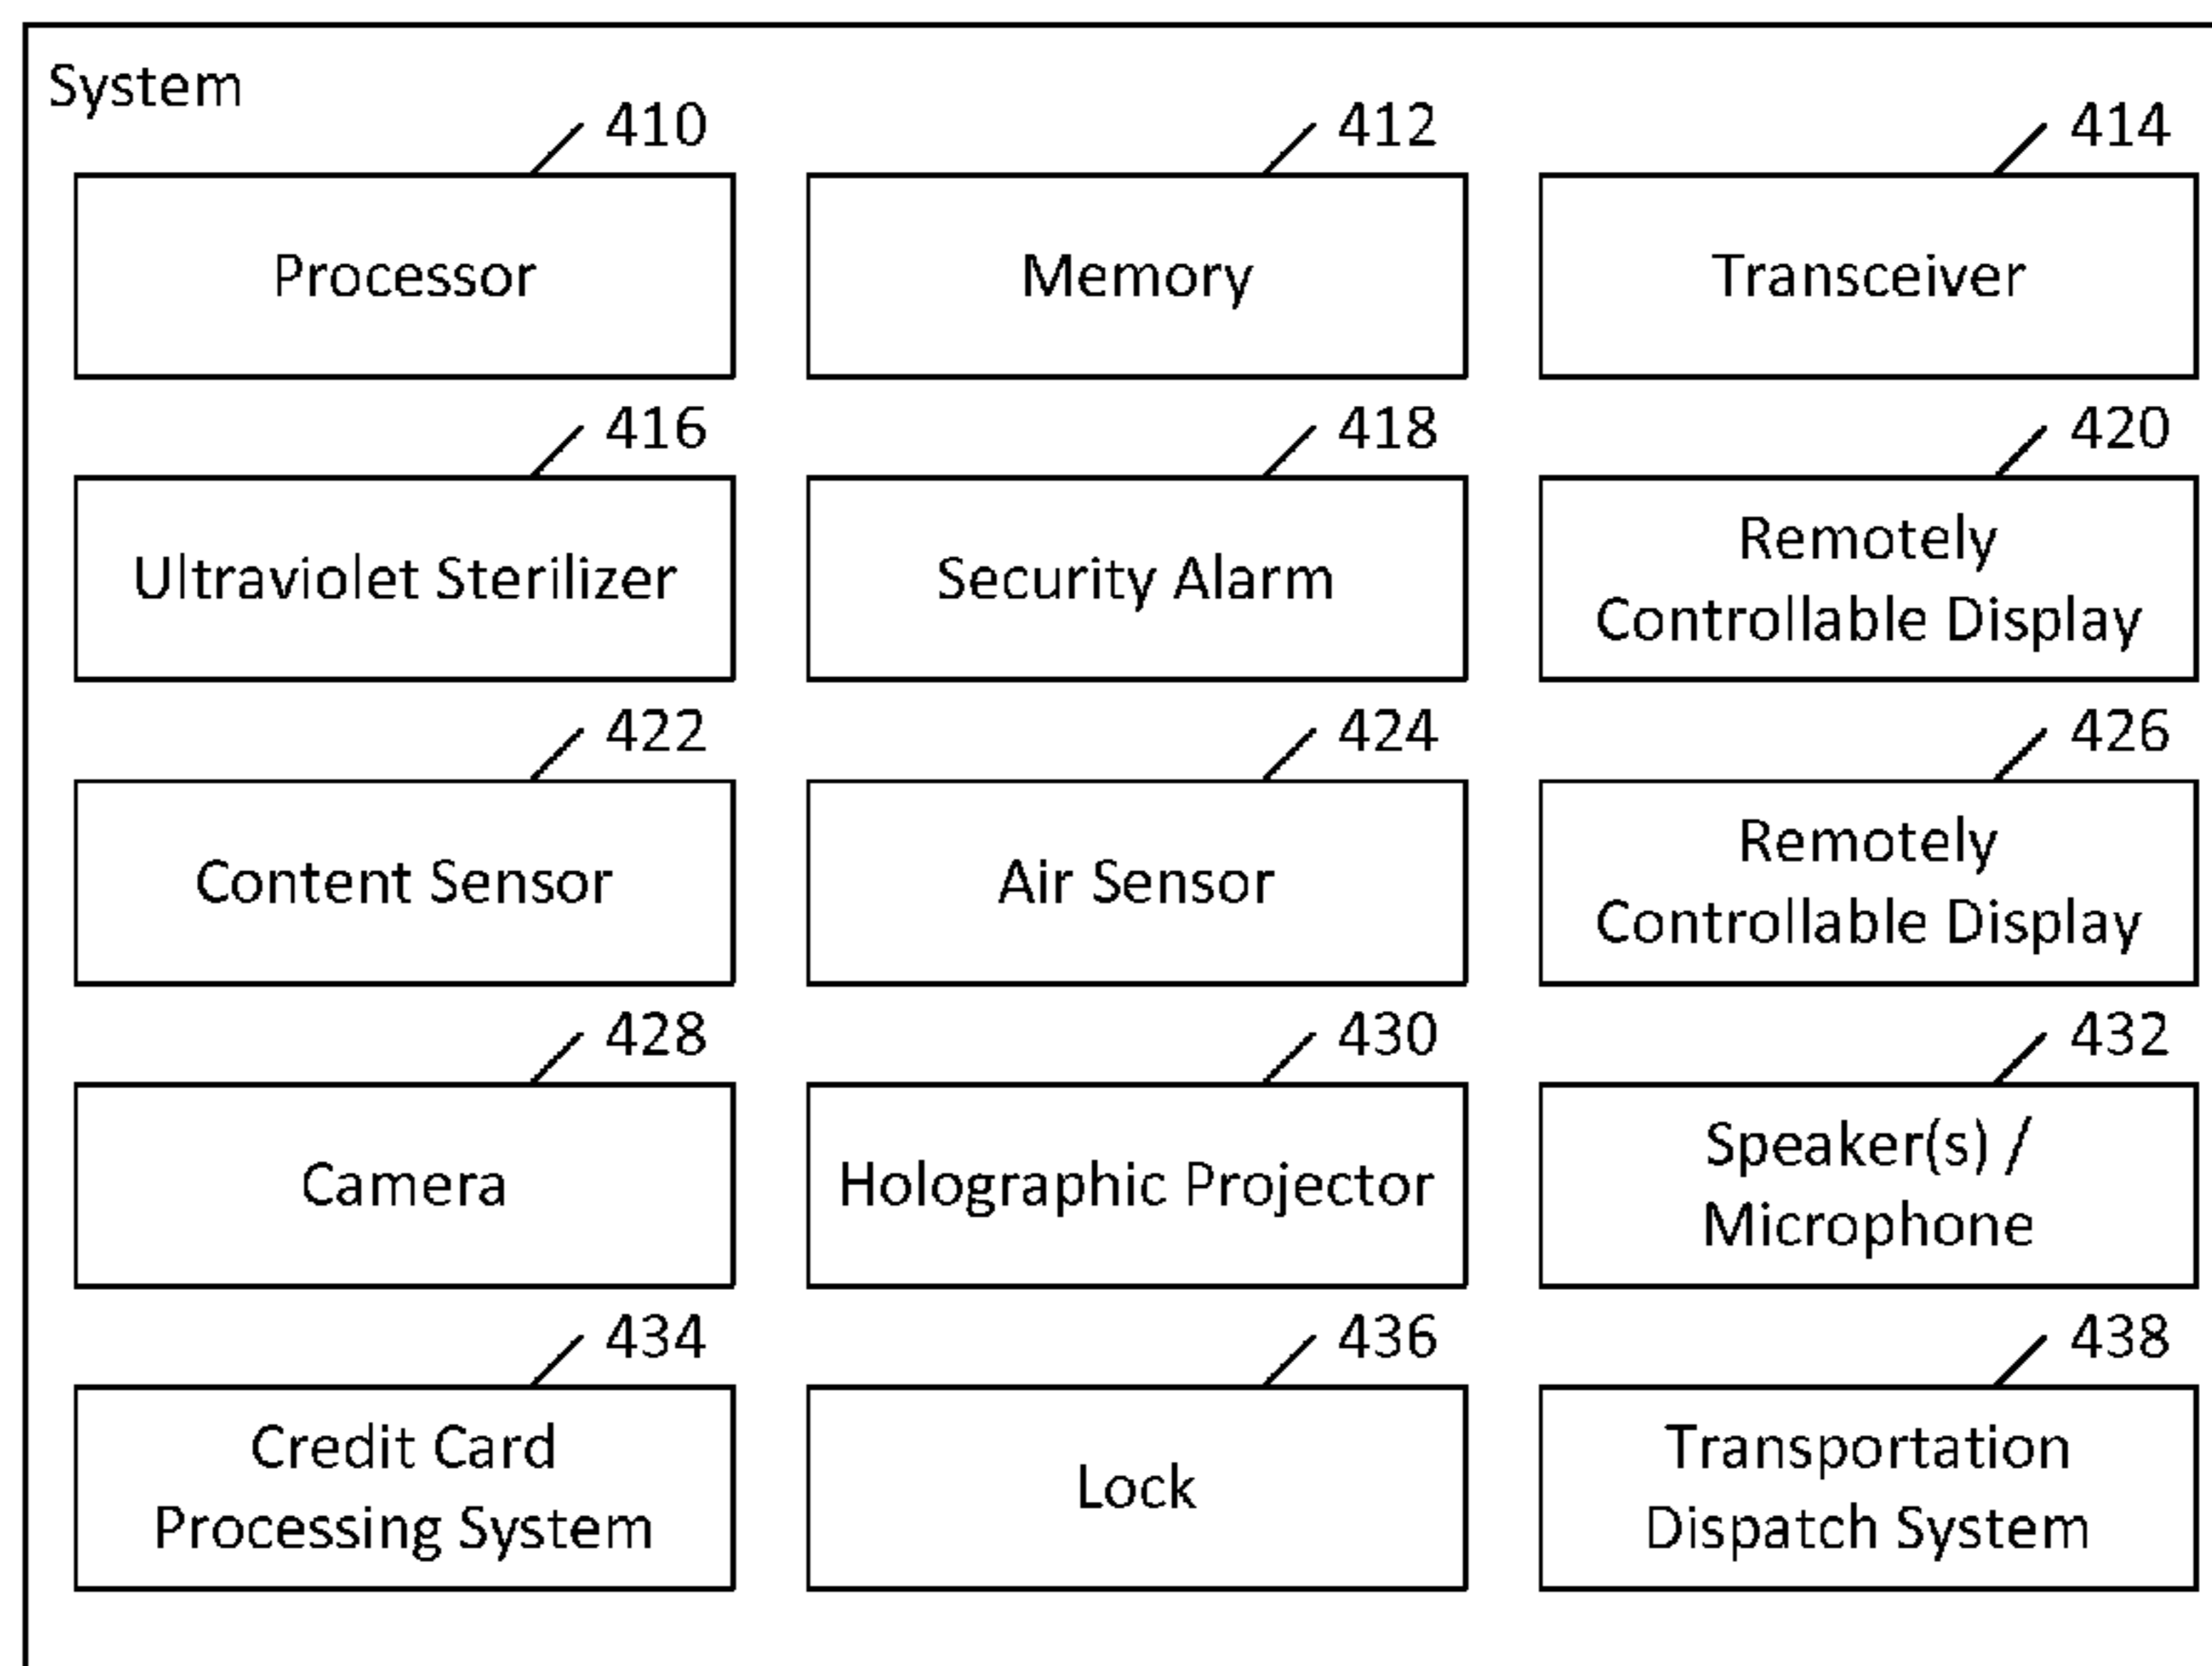 System
410
412
414
Processor
Memory
Transceiver
416
418
420
Ultraviolet Sterilizer
Security Alarm
Remotely
Controllable Display
422
424
426
Content Sensor
Air Sensor
Remotely
Controllable Display
428
430
432
Camera
Holographic Projector
Speaker(s) /
Microphone
434
436
438
Credit Card
Processing System
Lock
Transportation
Dispatch System